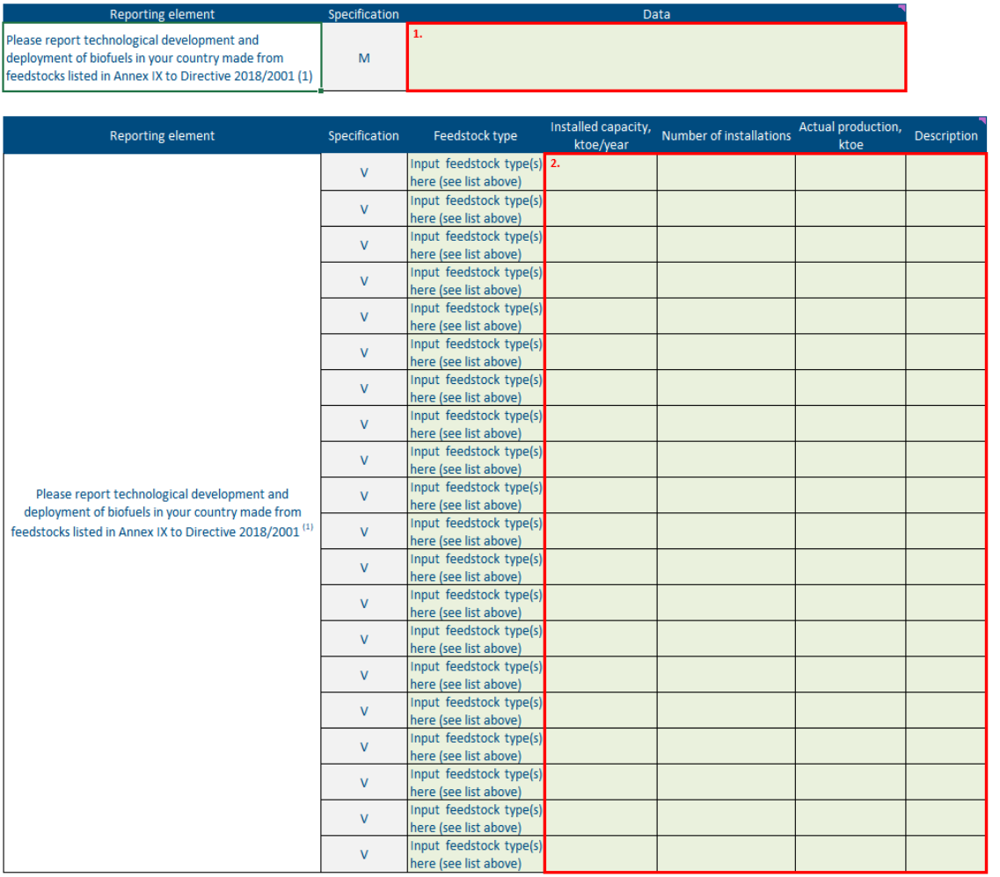 Reporting element Specification Data
Please report technological development and
deployment of biofuels in your country made from
feedstocks listed in Annex IX to Directive 2018/2001 (1)
M
1.
Reporting element Specification Feedstock type Installed capacity, ktoe/year Number of installations Actual production, ktoe Description
Please report technological development and
deployment of biofuels in your country made from
feedstocks listed in Annex IX to Directive 2018/2001 (1)
V Input feedstock type(s) 2.
here (see list above)
V Input feedstock type(s)
here (see list above)
V Input feedstock type(s)
here (see list above)
V Input feedstock type(s)
here (see list above)
V Input feedstock type(s)
here (see list above)
V Input feedstock type(s)
here (see list above)
V Input feedstock type(s)
here (see list above)
V Input feedstock type(s)
here (see list above)
V Input feedstock type(s)
here (see list above)
V Input feedstock type(s)
here (see list above)
V Input feedstock type(s)
here (see list above)
V Input feedstock type(s)
here (see list above)
V Input feedstock type(s)
here (see list above)
V Input feedstock type(s)
here (see list above)
V Input feedstock type(s)
here (see list above)
V Input feedstock type(s)
here (see list above)
V Input feedstock type(s)
here (see list above)
V Input feedstock type(s)
here (see list above)
V Input feedstock type(s)
here (see list above)
V Input feedstock type(s)
here (see list above)